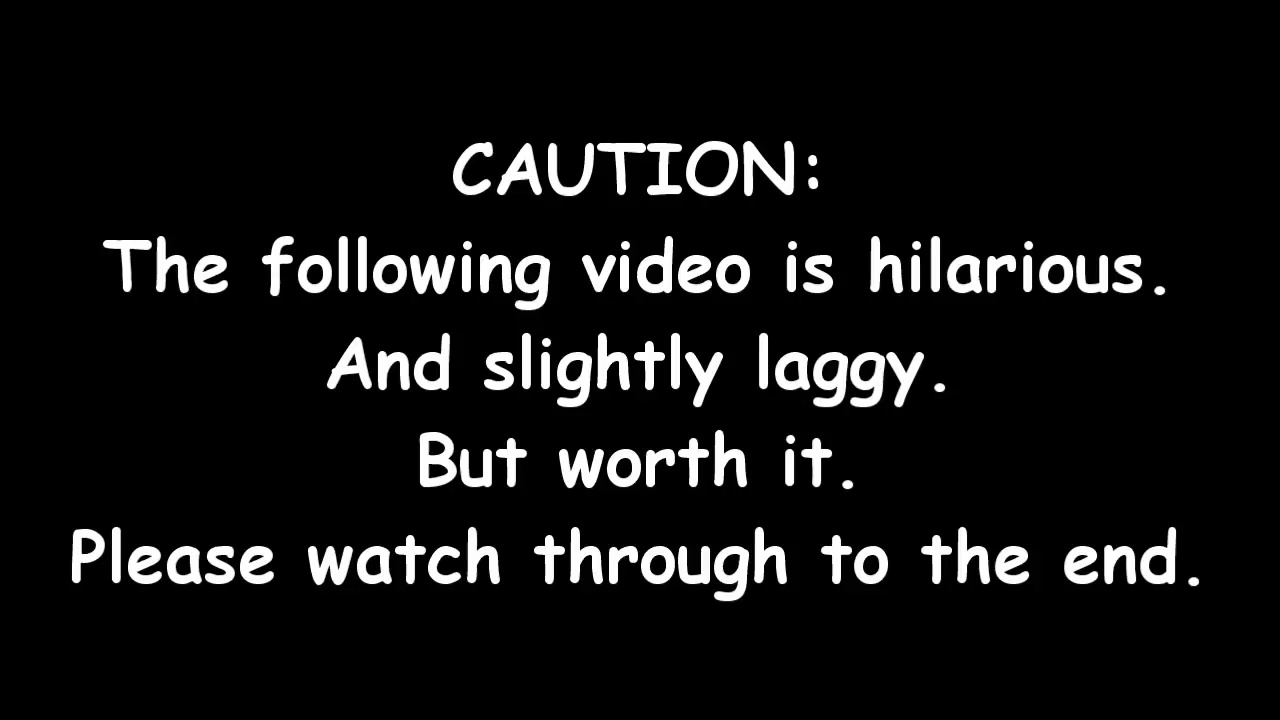 CAUTION:
The following video is hilarious.
And slightly laggy.
But worth it.
Please watch through to the end.